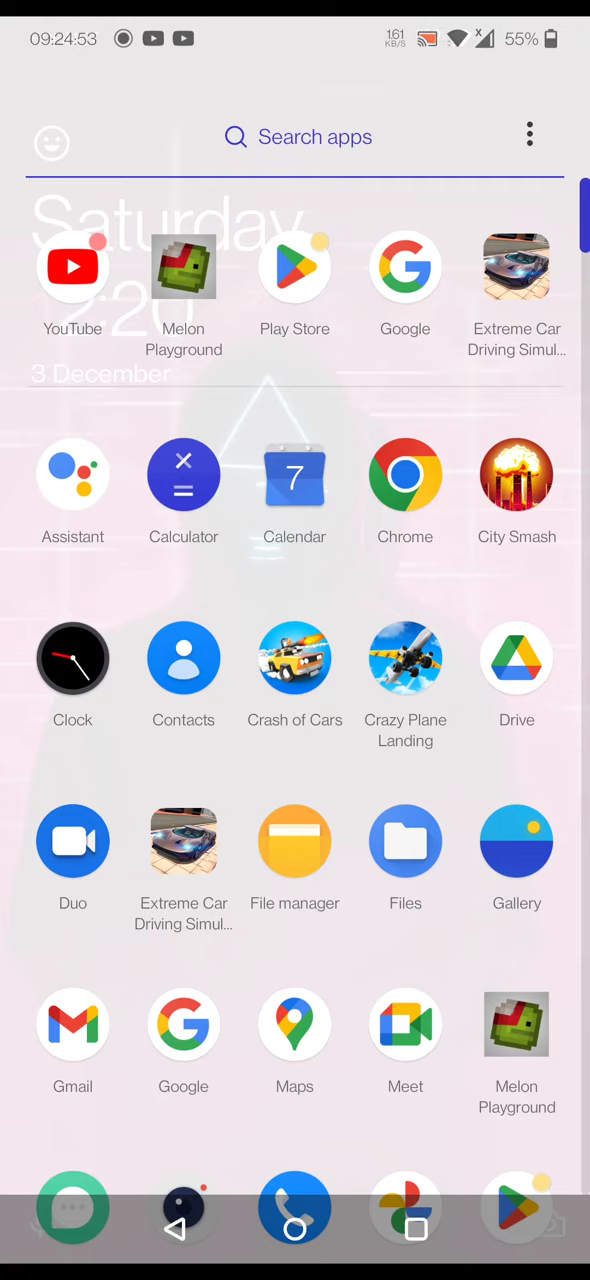 09:24:53
161
KB/S
X
55%
Search apps
Saturday
2:20
3 December
YouTube
Melon
Playground
Play Store
Google
Extreme Car
Driving Simul...
7
Assistant
Calculator
Calendar
Chrome
City Smash
Clock
Contacts
Crash of Cars
Crazy Plane
Landing
Drive
Duo
Extreme Car
Driving Simul...
File manager
Files
Gallery
Gmail
Google
Maps
Meet
Melon
Playground